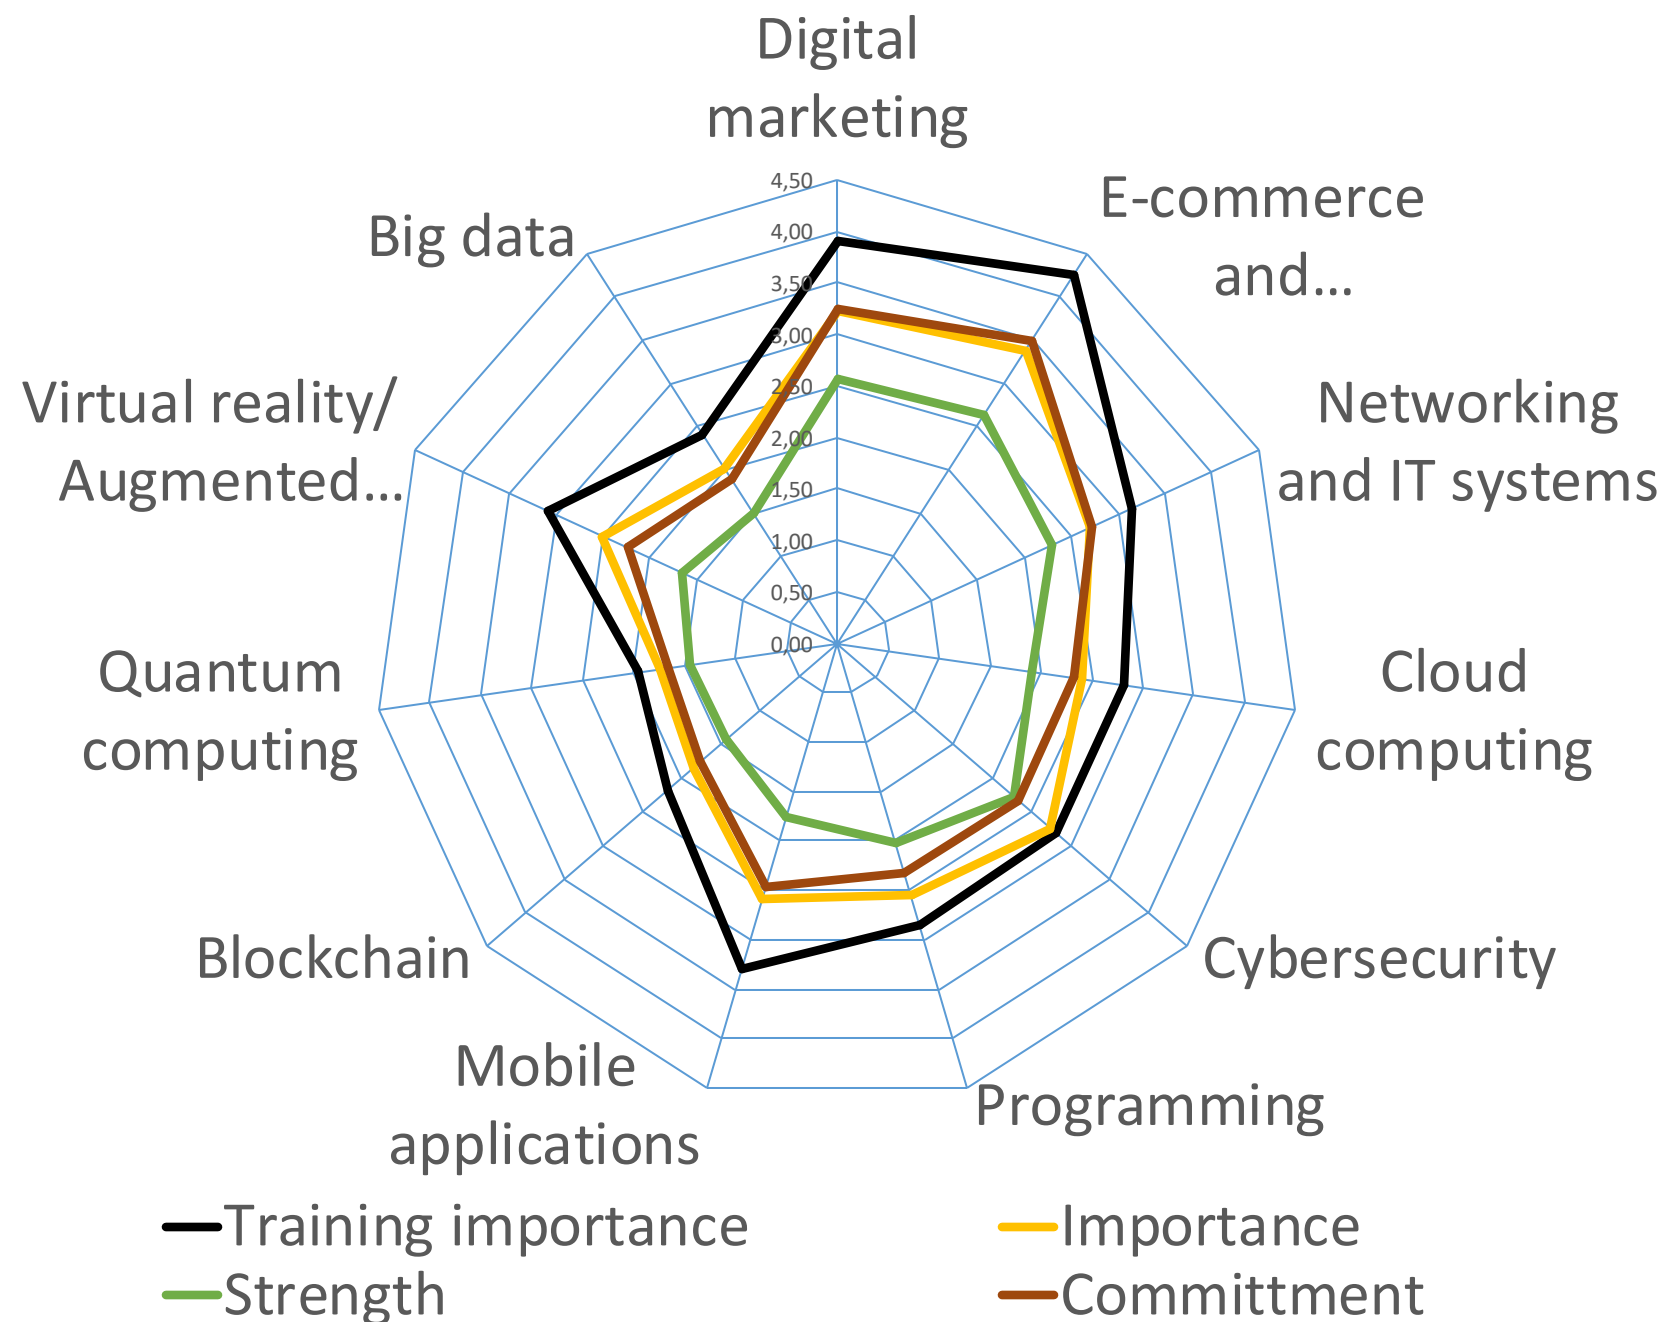 Digital
marketing
E-commerce
and...
Networking
and IT systems
Cloud
computing
Cybersecurity
Programming
Mobile
applications
Blockchain
Quantum
computing
Virtual reality/
Augmented...
Big data
4,50
4,00
3,50
3,00
2,50
2,00
1,50
1,00
0,50
0,00
Training importance
Importance
Strength
Committment